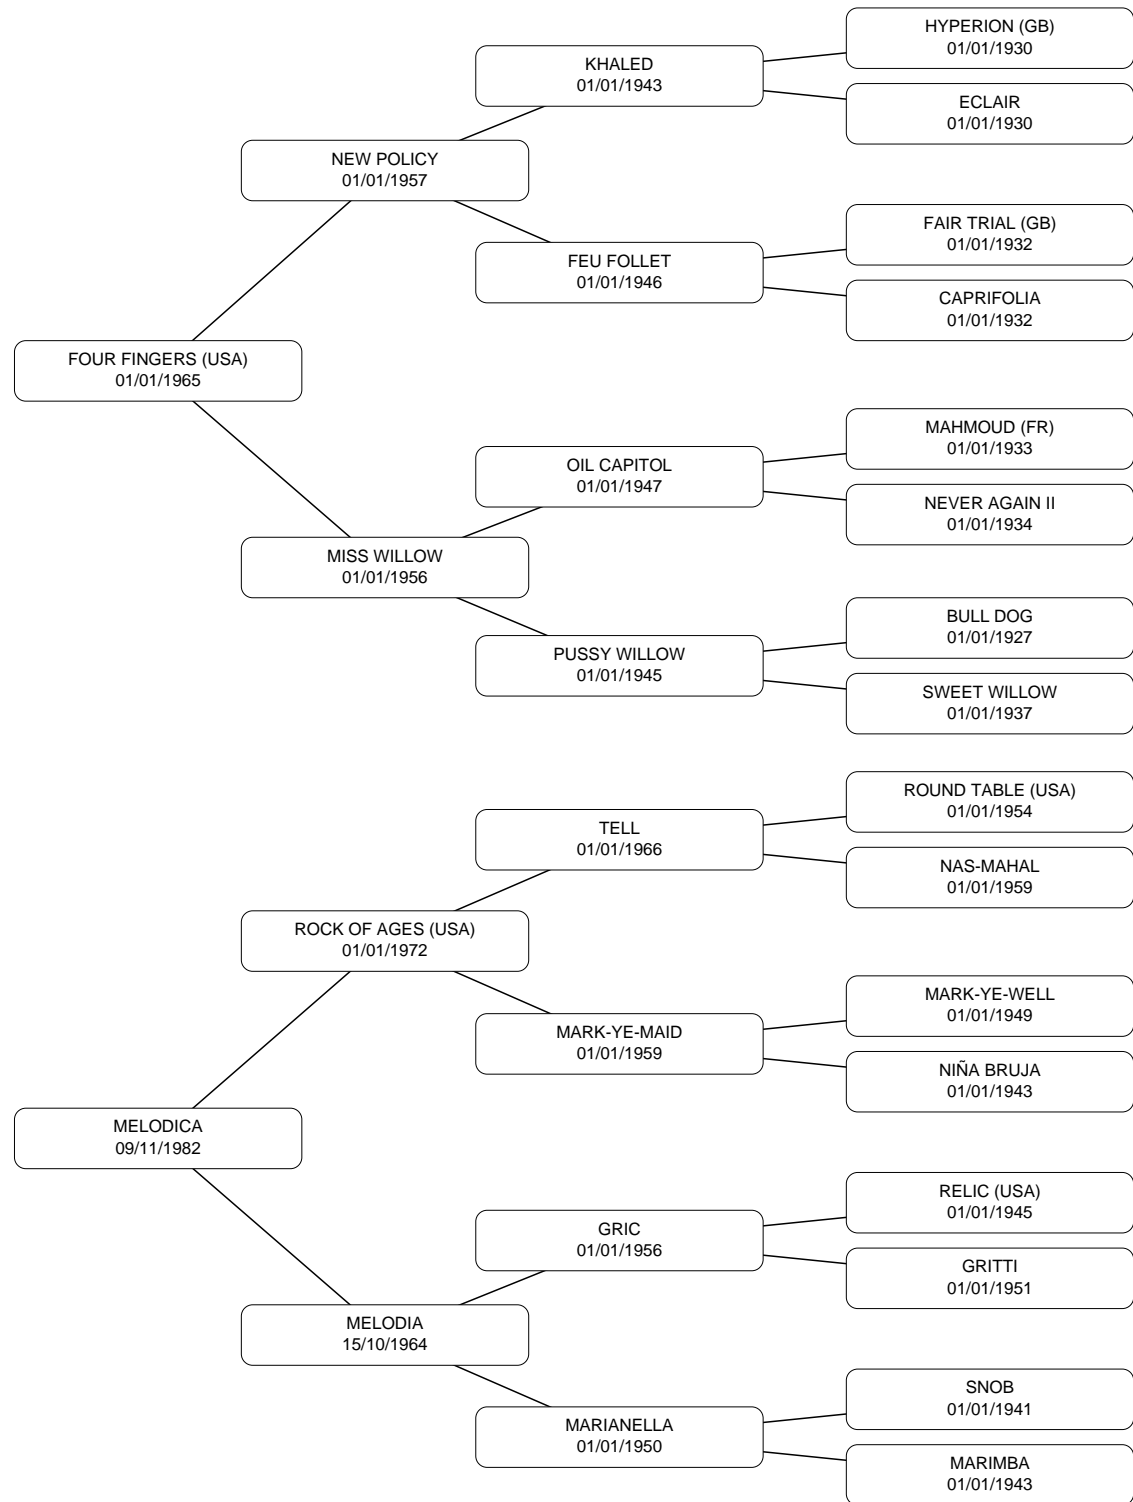 HYPERION (GB)
01/01/1930
KHALED
01/01/1943
ECLAIR
01/01/1930
NEW POLICY
01/01/1957
FAIR TRIAL (GB)
01/01/1932
FEU FOLLET
01/01/1946
CAPRIFOLIA
01/01/1932
FOUR FINGERS (USA)
01/01/1965
MAHMOUD (FR)
01/01/1933
OIL CAPITOL
01/01/1947
NEVER AGAIN II
01/01/1934
MISS WILLOW
01/01/1956
BULL DOG
01/01/1927
PUSSY WILLOW
01/01/1945
SWEET WILLOW
01/01/1937
ROUND TABLE (USA)
01/01/1954
TELL
01/01/1966
NAS-MAHAL
01/01/1959
ROCK OF AGES (USA)
01/01/1972
MARK-YE-WELL
01/01/1949
MARK-YE-MAID
01/01/1959
NIÑA BRUJA
01/01/1943
MELODICA
09/11/1982
RELIC (USA)
01/01/1945
GRIC
01/01/1956
GRITTI
01/01/1951
MELODIA
15/10/1964
SNOB
01/01/1941
MARIANELLA
01/01/1950
MARIMBA
01/01/1943